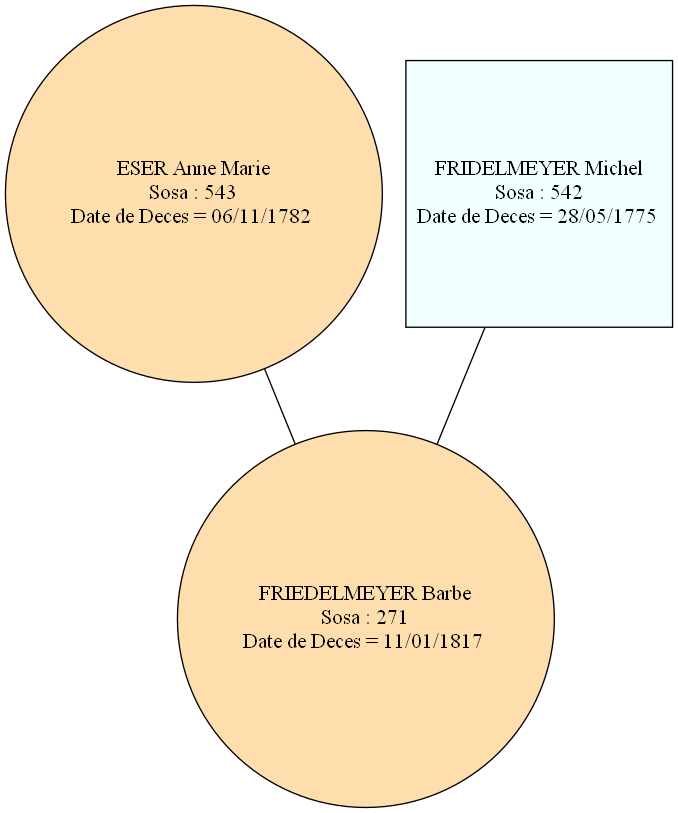 ESER Anne Marie
Sosa : 543
Date de Deces = 06/11/1782
FRIDELMEYER Michel
Sosa : 542
Date de Deces = 28/05/1775
FRIEDELMEYER Barbe
Sosa : 271
Date de Deces = 11/01/1817